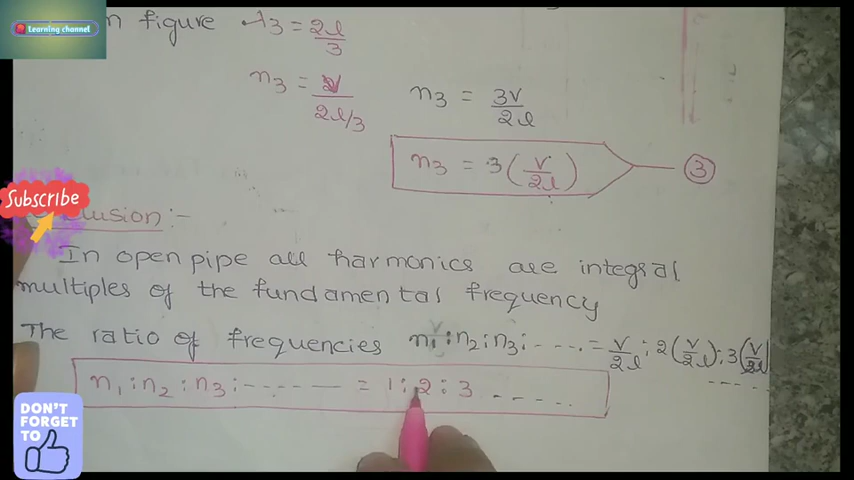 Learning channel
n figure λ3 = 2l/3
n3 = V/2l/3
n3 = 3V/2l
n3 = 3(V/2l) — 3
Subscribe
clusion:-
In open pipe all harmonics are integral
multiples of the fundamental frequency
The ratio of frequencies n1:n2:n3:----- = V/2l:2(V/2l):3(V/2l)
-----
n1:n2:n3:------ = 1:2:3 -----
DON'T
FORGET
TO